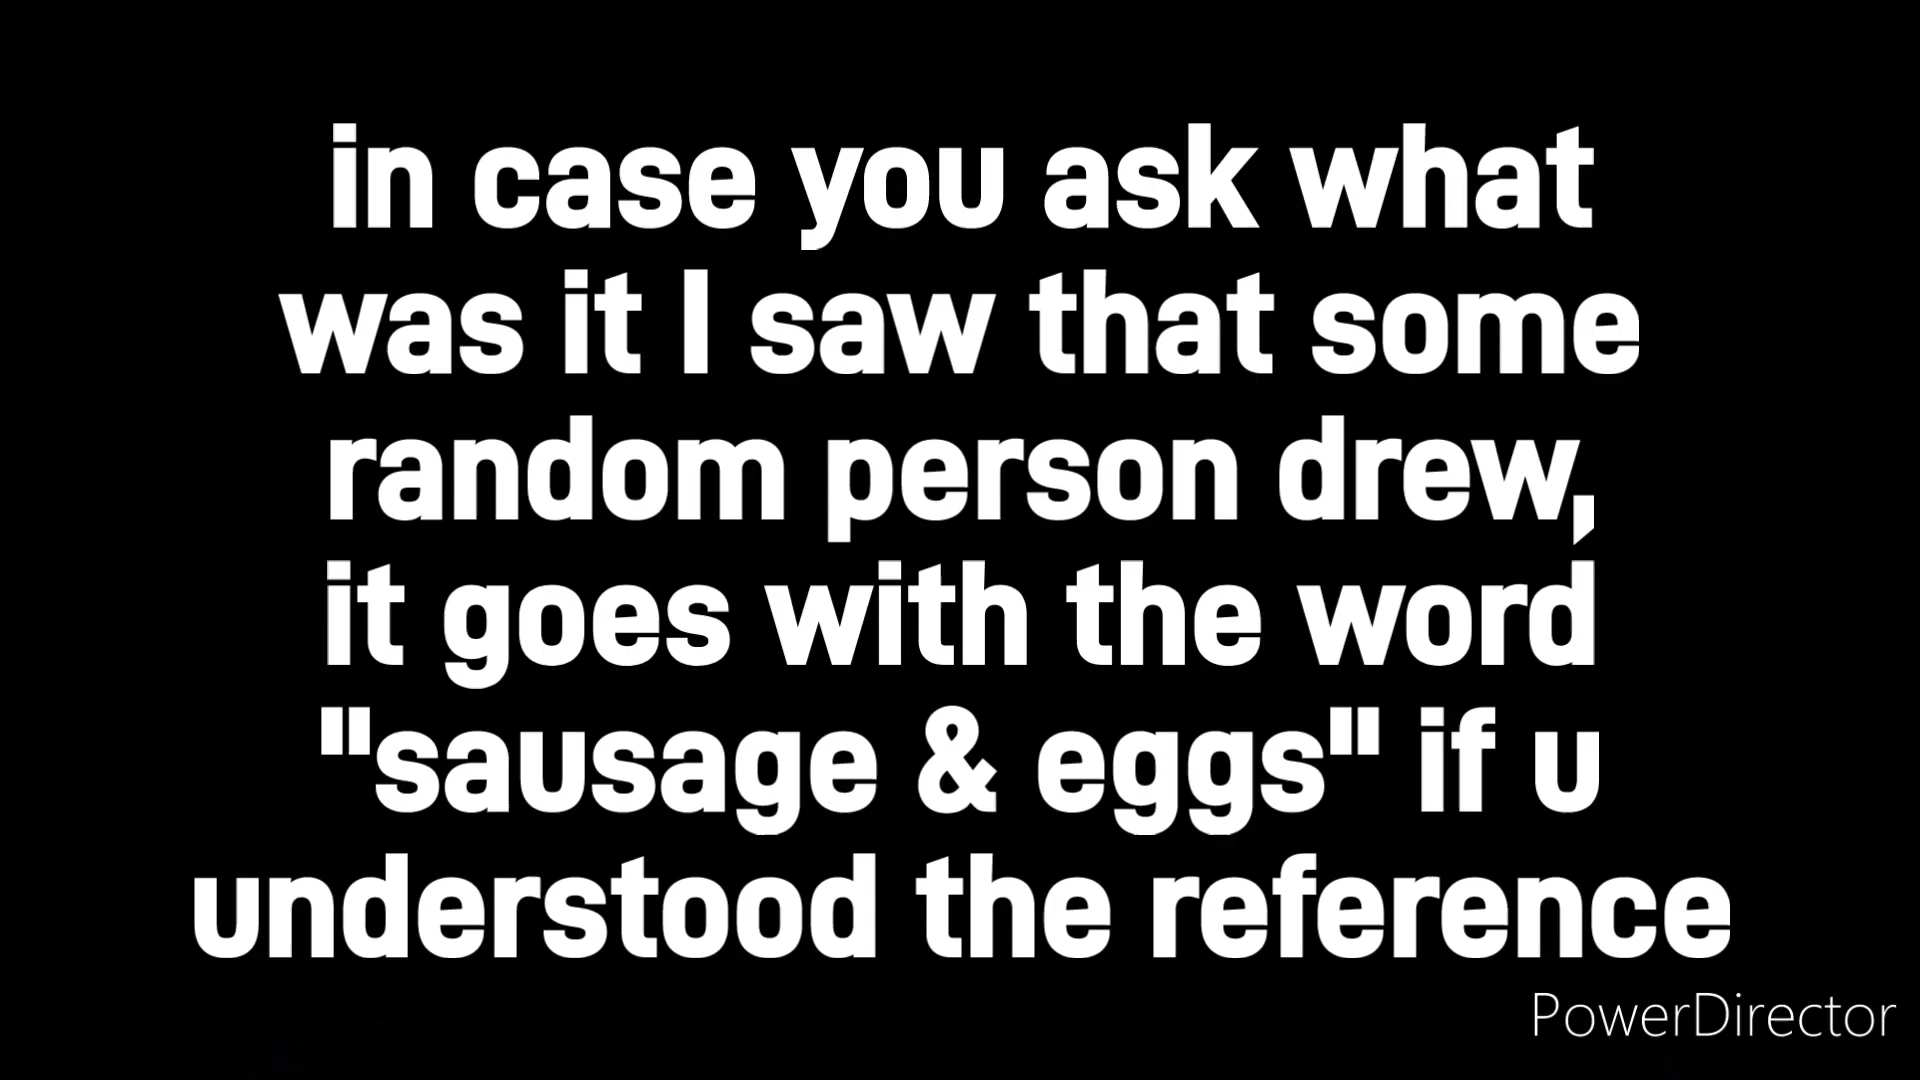 in case you ask what
was it I saw that some
random person drew,
it goes with the word
"sausage & eggs" if u
understood the reference
PowerDirector